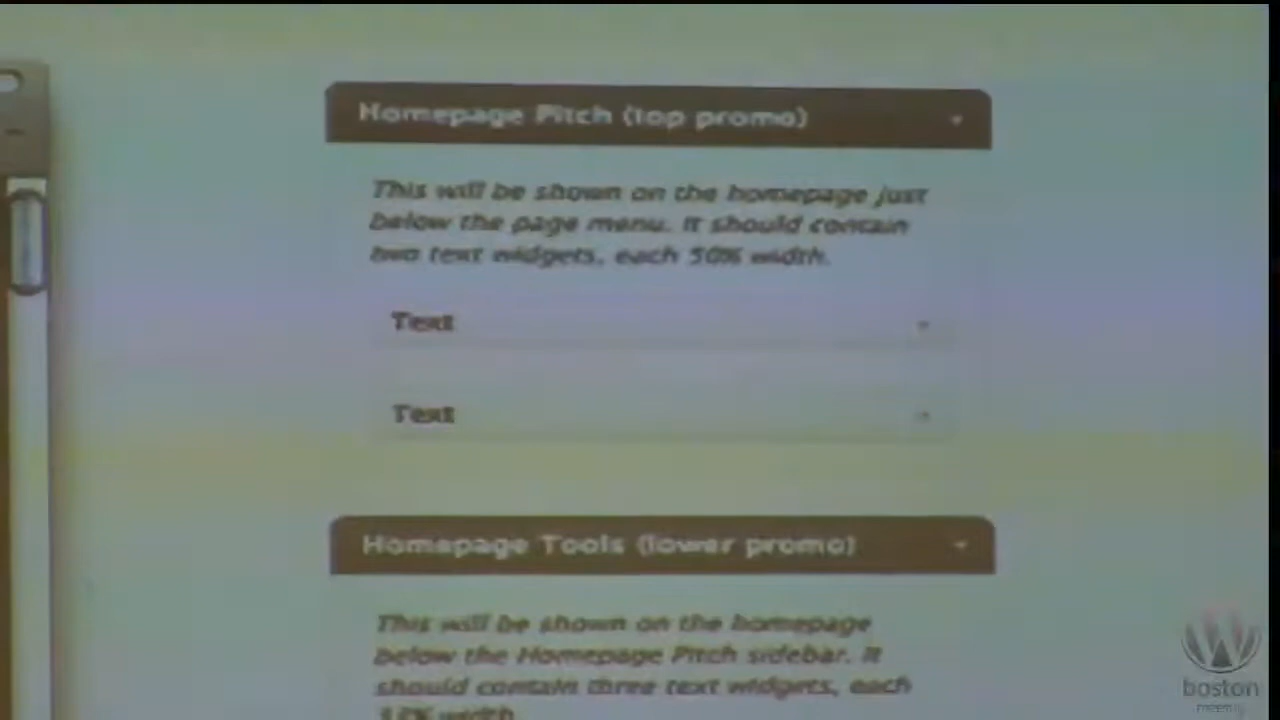 Homepage Pitch (top promo)
This will be shown on the homepage just
below the page menu. It should contain
two text widgets, each 50% width.
Text
Text
Homepage Tools (lower promo)
This will be shown on the homepage
below the Homepage Pitch sidebar. It
should contain three text widgets, each
width
boston
meetup